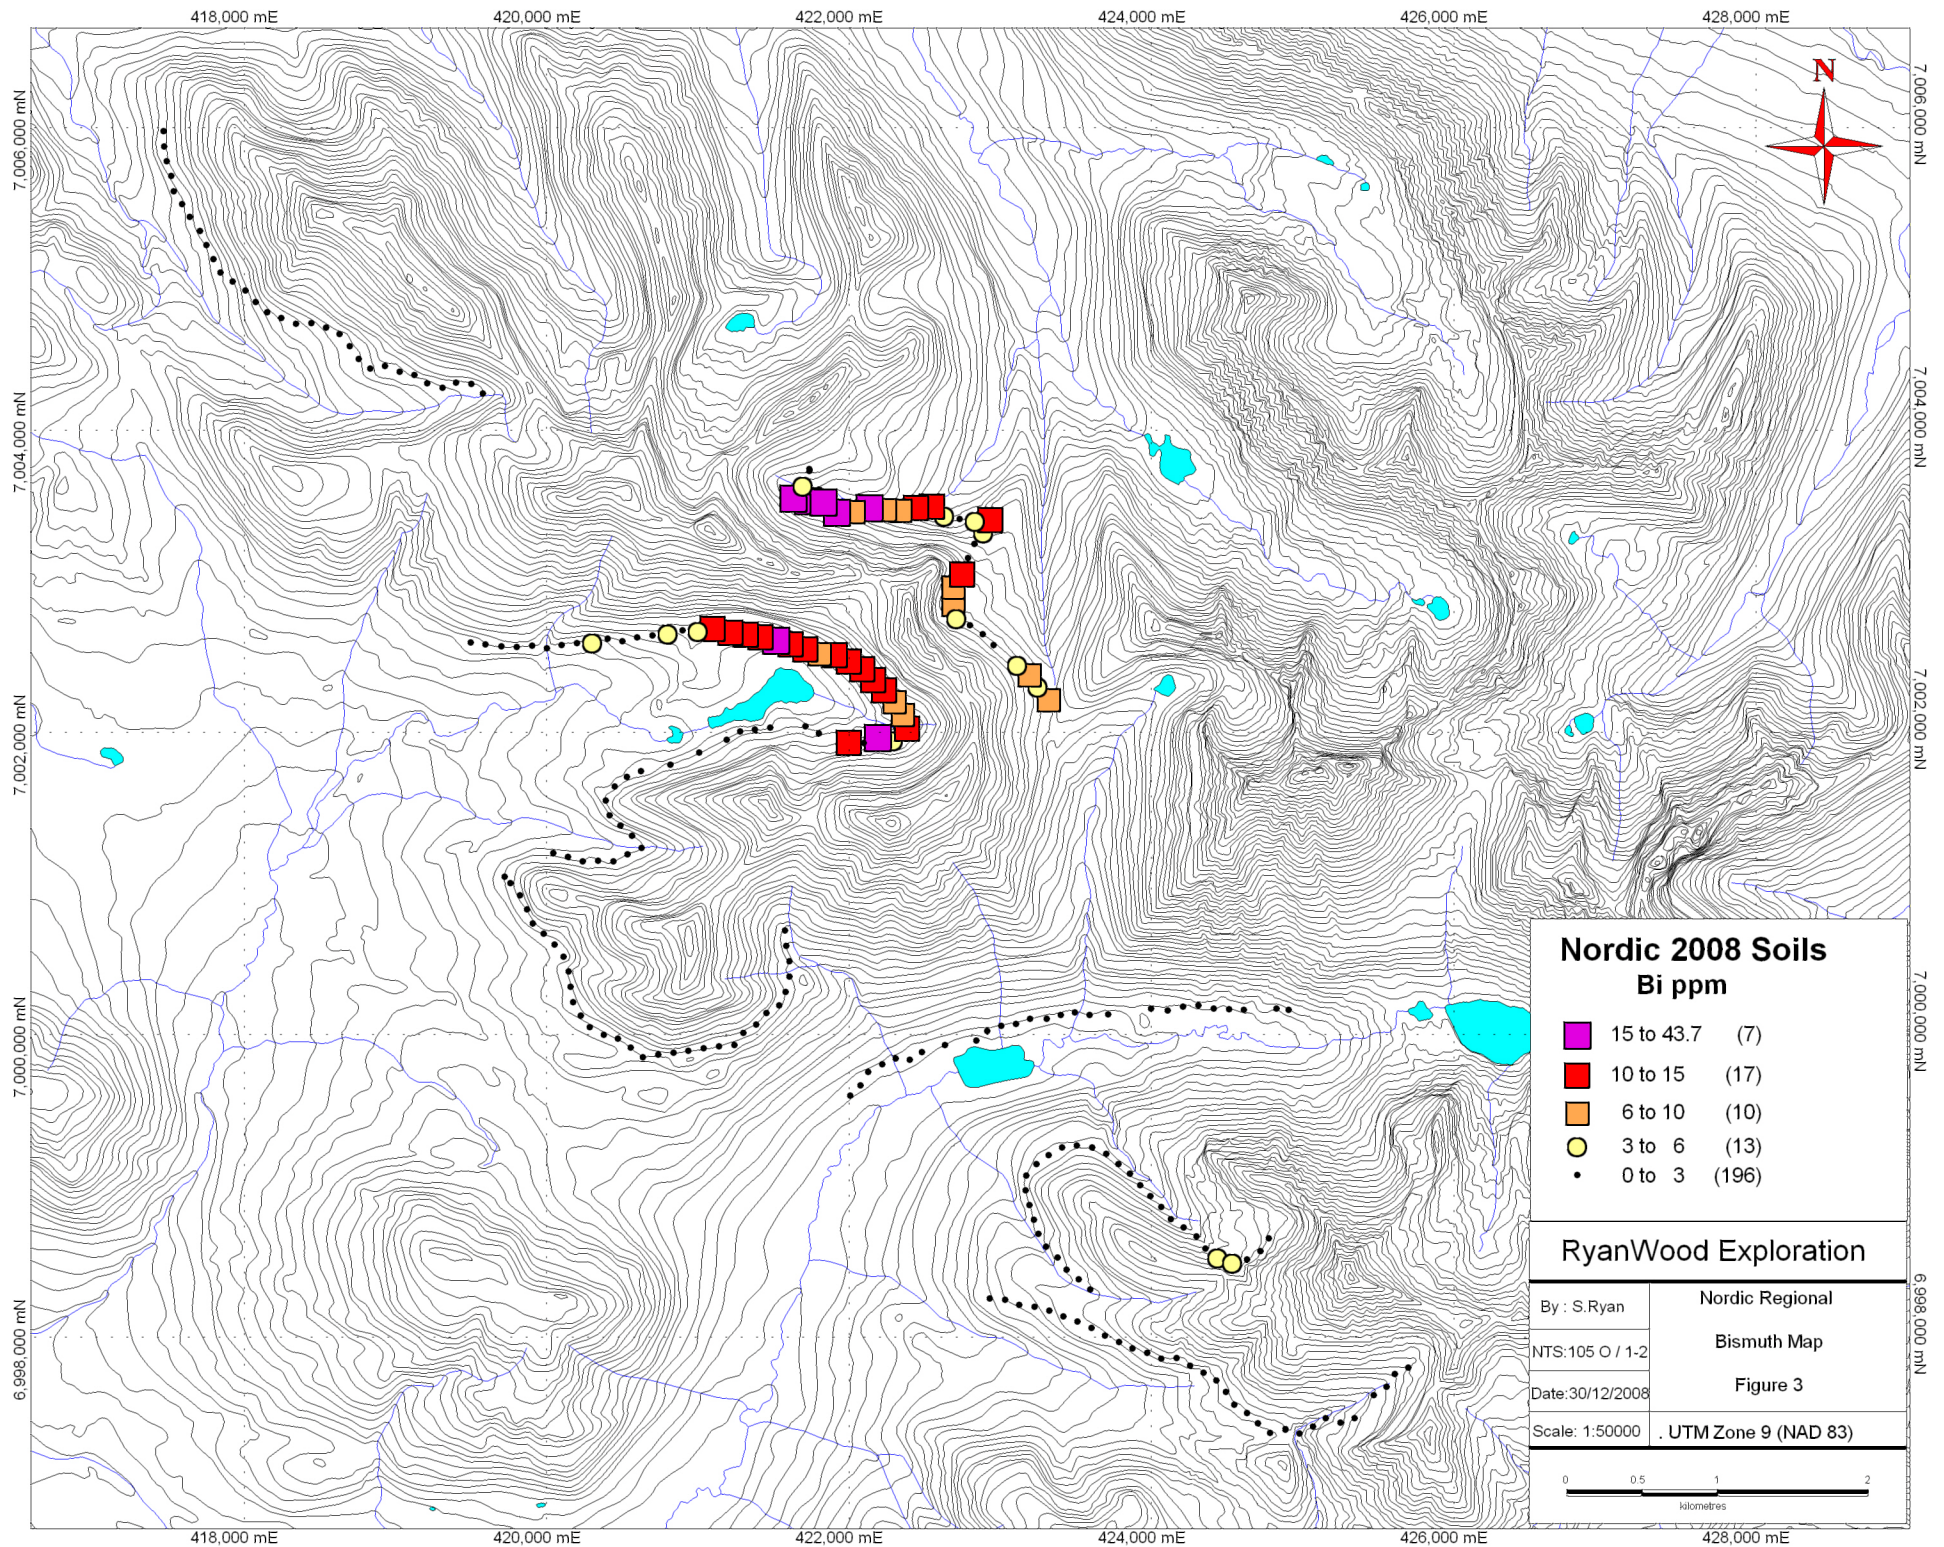 418,000 mE 420,000 mE 422,000 mE 424,000 mE 426,000 mE 428,000 mE
N
7,006,000 mN 7,006,000 mN
7,004,000 mN 7,004,000 mN
7,002,000 mN 7,002,000 mN
7,000,000 mN 7,000,000 mN
6,998,000 mN 6,998,000 mN
Nordic 2008 Soils
Bi ppm
15 to 43.7 (7)
10 to 15 (17)
6 to 10 (10)
3 to 6 (13)
0 to 3 (196)
RyanWood Exploration
By : S.Ryan
NTS:105 O / 1-2
Date:30/12/2008
Scale: 1:50000
Nordic Regional
Bismuth Map
Figure 3
. UTM Zone 9 (NAD 83)
0 0.5 1 2
kilometres
418,000 mE 420,000 mE 422,000 mE 424,000 mE 426,000 mE 428,000 mE